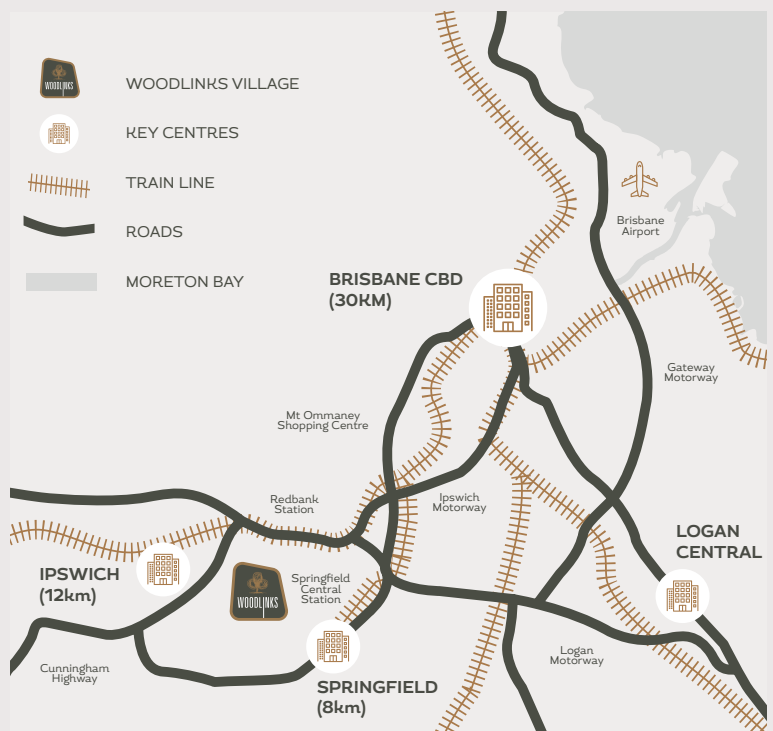 WOODLINKS
WOODLINKS VILLAGE
KEY CENTRES
TRAIN LINE
ROADS
MORETON BAY
Brisbane
Airport
BRISBANE CBD
(30KM)
Gateway
Motorway
Mt Ommaney
Shopping Centre
Redbank
Station
Ipswich
Motorway
LOGAN
CENTRAL
IPSWICH
(12km)
Springfield
Central
Station
WOODLINKS
Logan
Motorway
Cunningham
Highway
SPRINGFIELD
(8km)